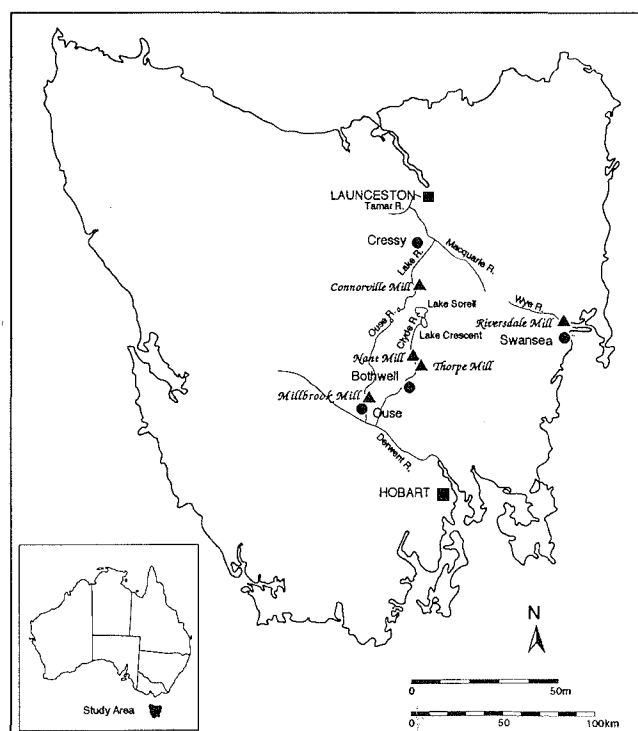 LAUNCESTON
Tamar R.
Cressy
Macquarie R.
Lake R.
Connorville Mill
Lake Sorell
Ouse R.
Clyde R.
Lake Crescent
Wye R.
Riversdale Mill
Swansea
Nant Mill
Thorpe Mill
Bothwell
Millbrook Mill
Ouse
Derwent R.
HOBART
N
Study Area
0 50m
0 50 100km